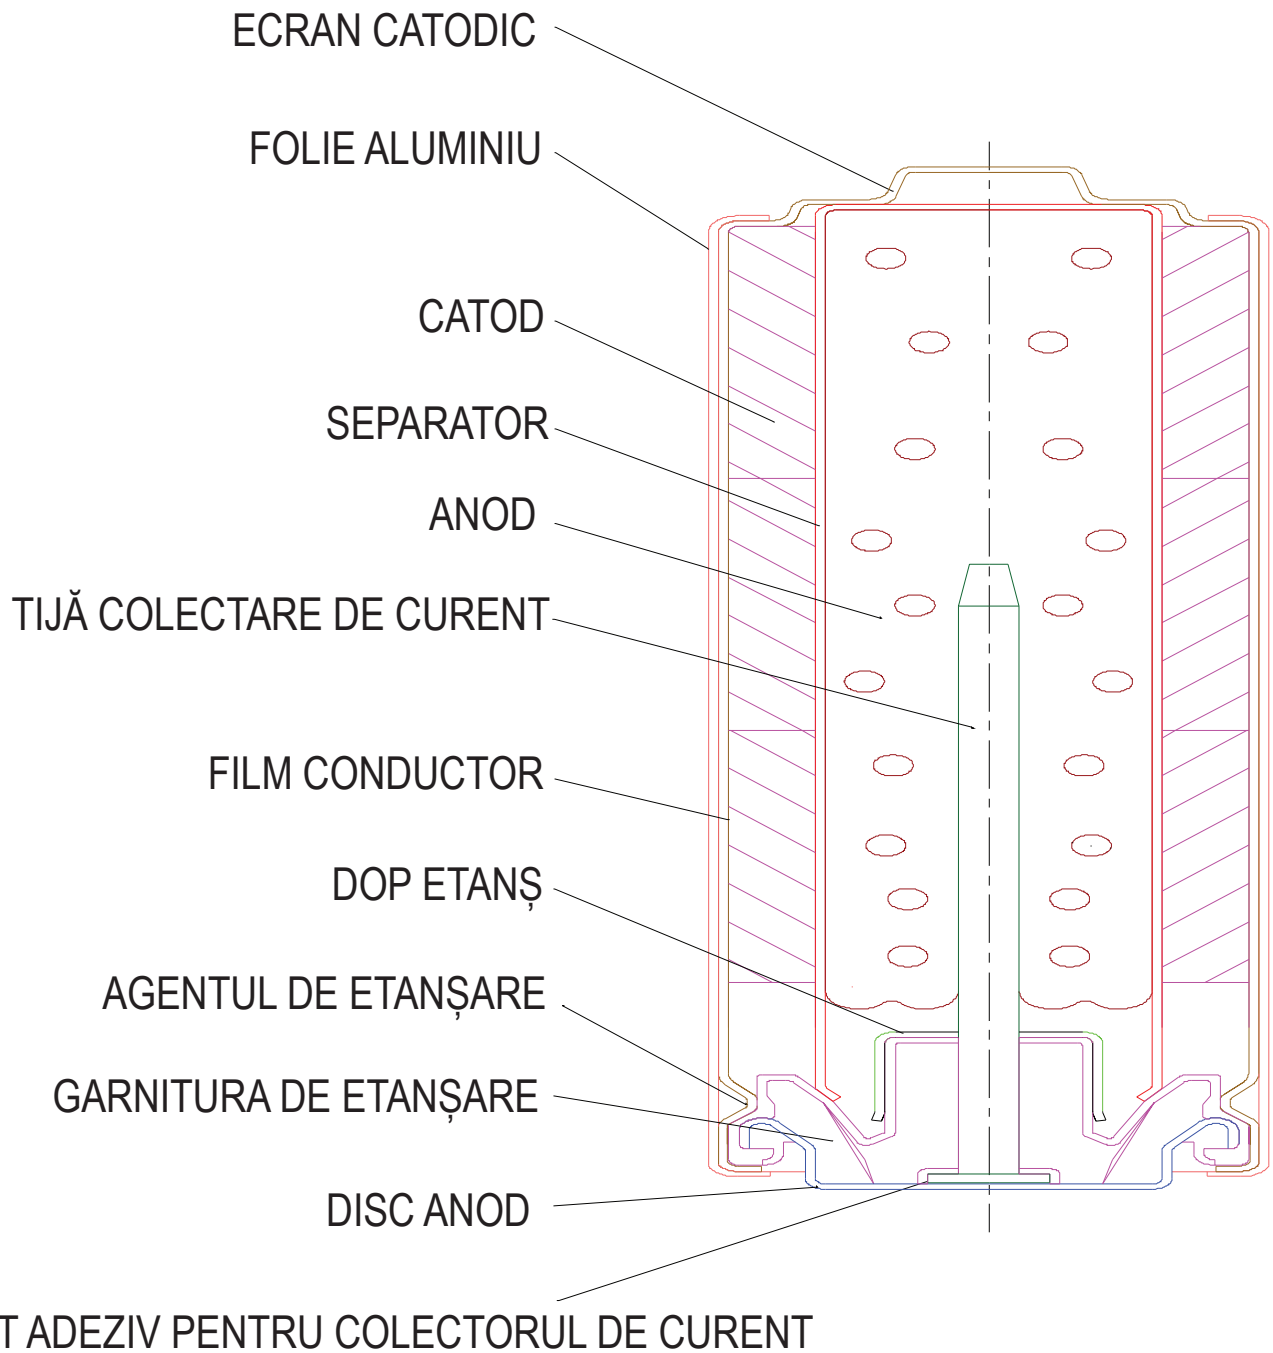 ECRAN CATODIC
FOLIE ALUMINIU
CATOD
SEPARATOR
ANOD
TIJĂ COLECTARE DE CURENT
FILM CONDUCTOR
DOP ETANȘ
AGENTUL DE ETANȘARE
GARNITURA DE ETANȘARE
DISC ANOD
ADEZIV PENTRU COLECTORUL DE CURENT